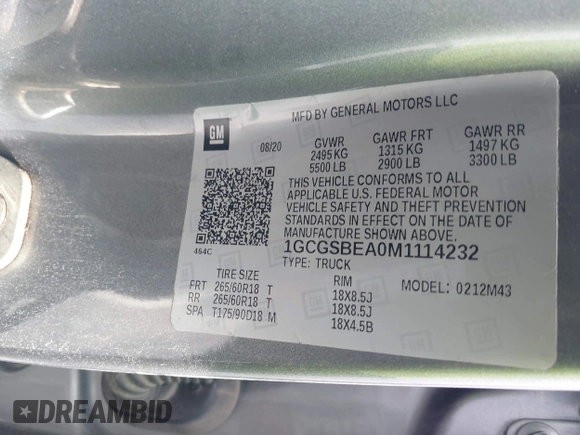 MFD BY GENERAL MOTORS LLC
GM
08/20 GVWR GAWR FRT GAWR RR
2495 KG 1315 KG 1497 KG
5500 LB 2900 LB 3300 LB
THIS VEHICLE CONFORMS TO ALL
APPLICABLE U.S. FEDERAL MOTOR
VEHICLE SAFETY AND THEFT PREVENTION
STANDARDS IN EFFECT ON THE DATE OF
MANUFACTURE SHOWN ABOVE.
464C
1GCGSBEA0M1114232
TYPE: TRUCK
TIRE SIZE RIM MODEL: 0212M43
FRT 265/60R18 T 18X8.5J
RR 265/60R18 T 18X8.5J
SPA T175/90D18 M 18X4.5B
DREAMBID